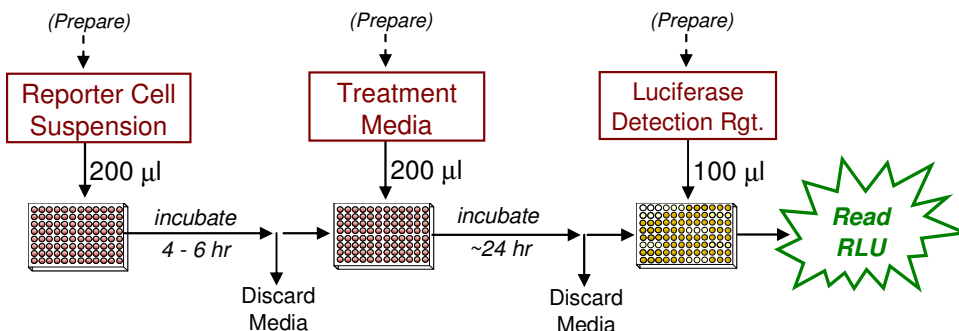 (Prepare)
(Prepare)
(Prepare)
Reporter Cell
Suspension
Treatment
Media
Luciferase
Detection Rgt.
200 µl
200 µl
100 µl
incubate
4 - 6 hr
incubate
~24 hr
Read
RLU
Discard
Media
Discard
Media